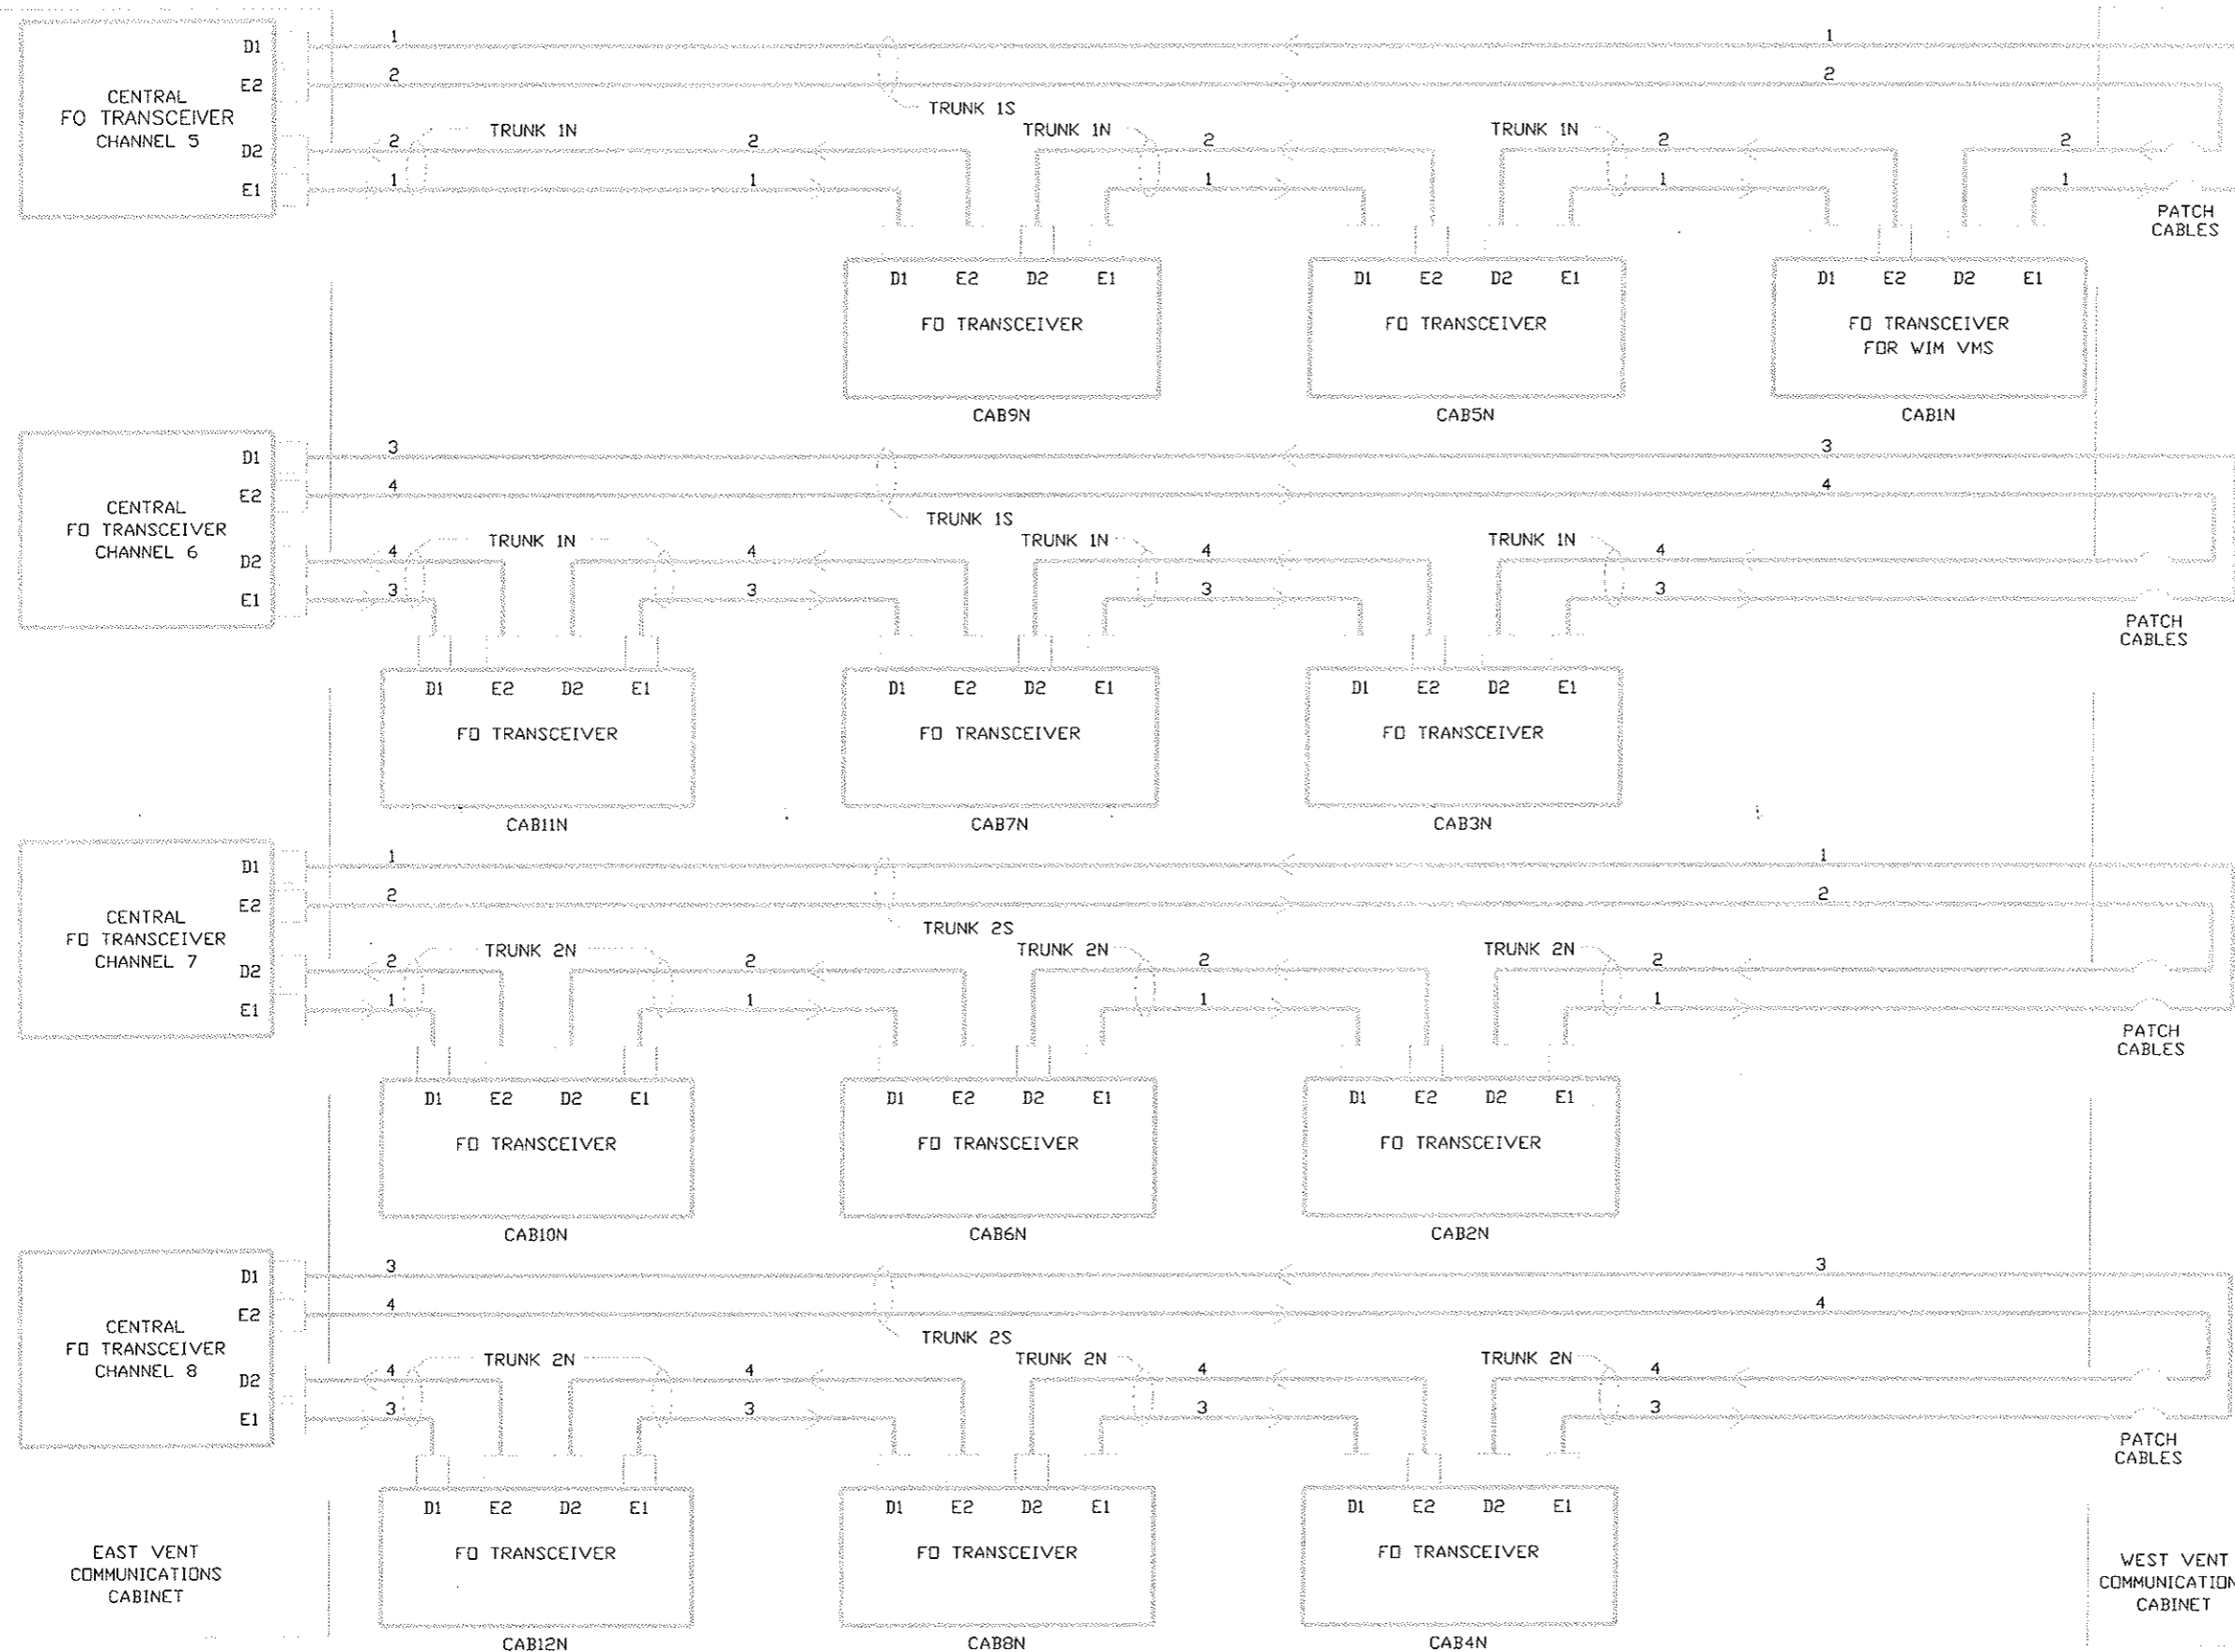 D1
1
1
E2
2
2
CENTRAL
FO TRANSCEIVER
CHANNEL 5
TRUNK 1S
TRUNK 1N
TRUNK 1N
TRUNK 1N
D2
2
2
2
2
2
E1
1
1
1
1
1
PATCH
CABLES
D1 E2 D2 E1
FO TRANSCEIVER
CAB9N
D1 E2 D2 E1
FO TRANSCEIVER
CAB5N
D1 E2 D2 E1
FO TRANSCEIVER
FOR WIM VMS
CAB1N
D1
3
3
E2
4
4
CENTRAL
FO TRANSCEIVER
CHANNEL 6
TRUNK 1S
TRUNK 1N
TRUNK 1N
TRUNK 1N
D2
4
4
4
4
E1
3
3
3
3
PATCH
CABLES
D1 E2 D2 E1
FO TRANSCEIVER
CAB11N
D1 E2 D2 E1
FO TRANSCEIVER
CAB7N
D1 E2 D2 E1
FO TRANSCEIVER
CAB3N
D1
1
1
E2
2
2
CENTRAL
FO TRANSCEIVER
CHANNEL 7
TRUNK 2S
TRUNK 2N
TRUNK 2N
TRUNK 2N
D2
2
2
2
2
E1
1
1
1
1
PATCH
CABLES
D1 E2 D2 E1
FO TRANSCEIVER
CAB10N
D1 E2 D2 E1
FO TRANSCEIVER
CAB6N
D1 E2 D2 E1
FO TRANSCEIVER
CAB2N
D1
3
3
E2
4
4
CENTRAL
FO TRANSCEIVER
CHANNEL 8
TRUNK 2S
TRUNK 2N
TRUNK 2N
TRUNK 2N
D2
4
4
4
4
E1
3
3
3
3
PATCH
CABLES
D1 E2 D2 E1
FO TRANSCEIVER
CAB12N
D1 E2 D2 E1
FO TRANSCEIVER
CAB8N
D1 E2 D2 E1
FO TRANSCEIVER
CAB4N
EAST VENT
COMMUNICATIONS
CABINET
WEST VENT
COMMUNICATION
CABINET